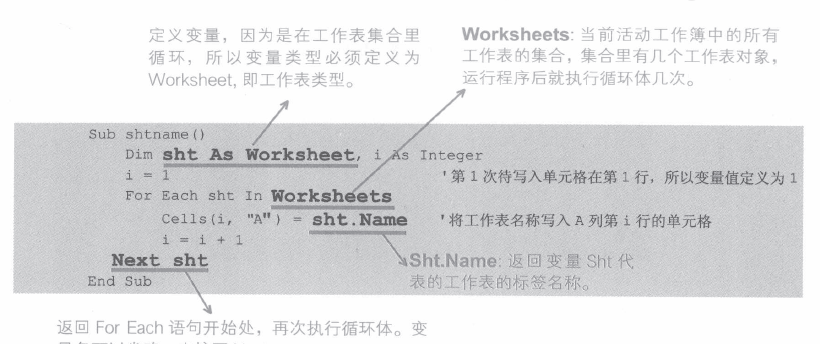 定义变量，因为是在工作表集合里
循环，所以变量类型必须定义为
Worksheet, 即工作表类型。
Worksheets: 当前活动工作簿中的所有
工作表的集合，集合里有几个工作表对象，
运行程序后就执行循环体几次。
Sub shtname()
Dim sht As Worksheet, i As Integer
i = 1 '第 1 次待写入单元格在第 1 行，所以变量值定义为 1
For Each sht In Worksheets
Cells(i, "A") = sht.Name '将工作表名称写入 A 列第 i 行的单元格
i = i + 1
Next sht
End Sub
Sht.Name: 返回变量 Sht 代
表的工作表的标签名称。
返回 For Each 语句开始处，再次执行循环体。变